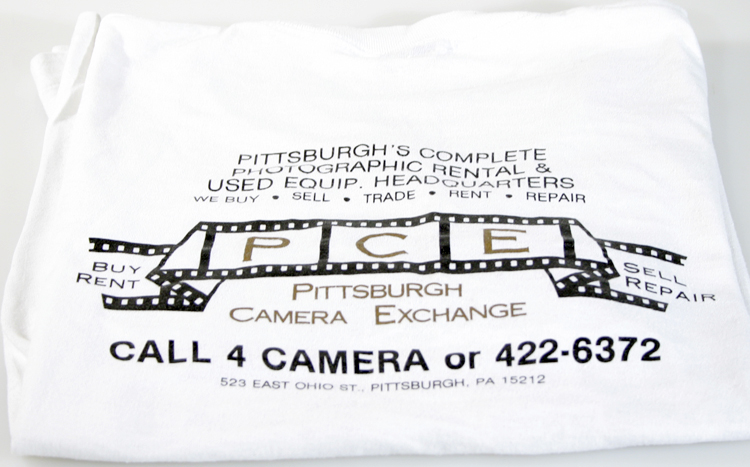 PITTSBURGH'S COMPLETE
PHOTOGRAPHIC RENTAL &
USED EQUIP. HEADQUARTERS
WE BUY • SELL • TRADE • RENT • REPAIR
P C E
BUY
RENT
SELL
REPAIR
PITTSBURGH
CAMERA EXCHANGE
CALL 4 CAMERA or 422-6372
523 EAST OHIO ST., PITTSBURGH, PA 15212